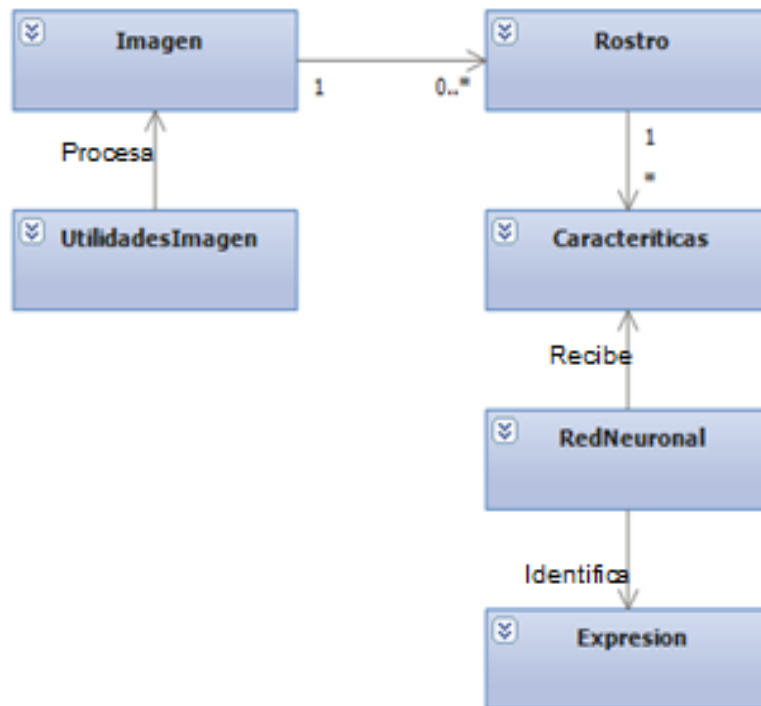 Imagen
Rostro
1
0..*
1
*
Procesa
UtilidadesImagen
Caracteriticas
Recibe
RedNeuronal
Identifica
Expresion